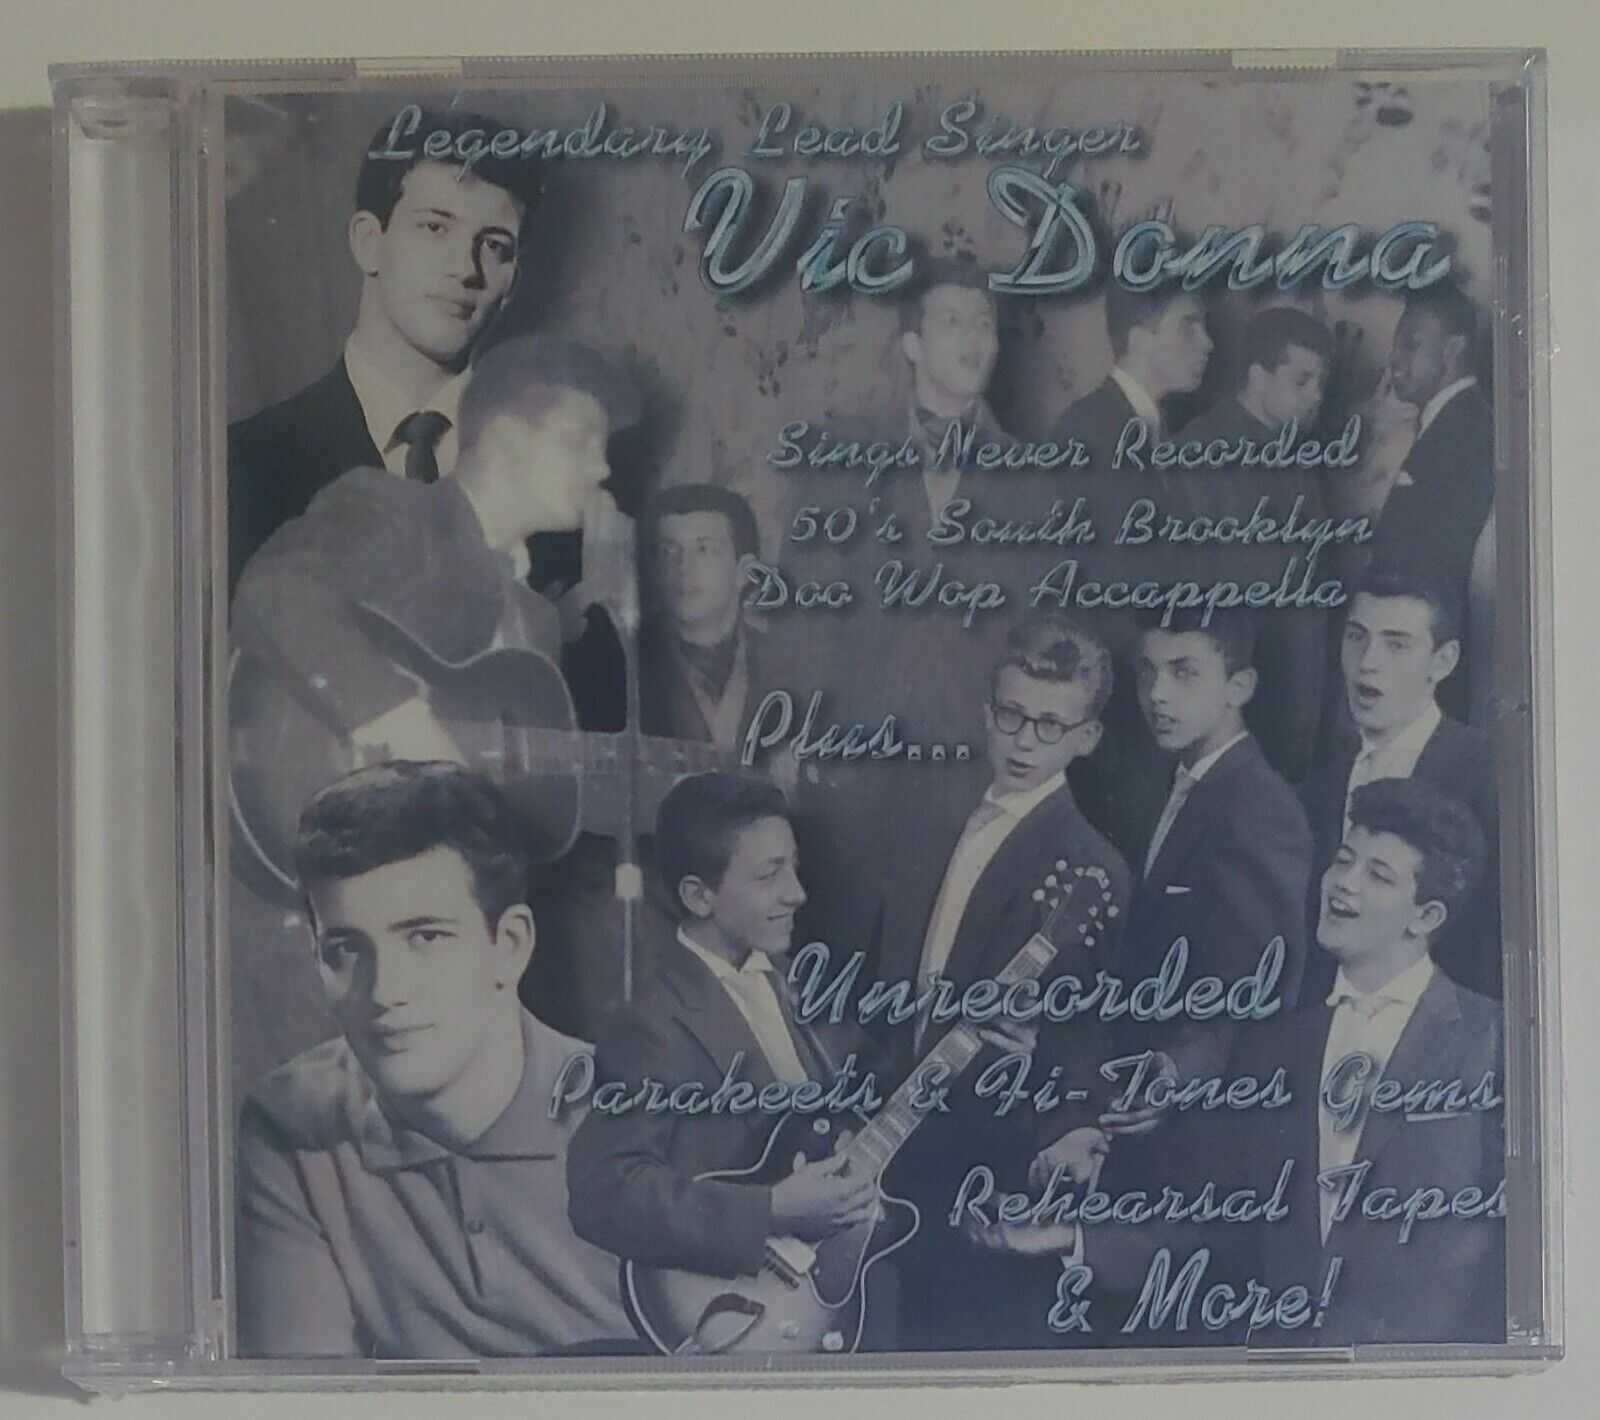 Legendary Lead Singer
Vic Donna
Sings Never Recorded
50's South Brooklyn
Doo Wop Accappella
Plus...
Unrecorded
Parakeets & Fi-Tones Gems
Rehearsal Tapes
& More!